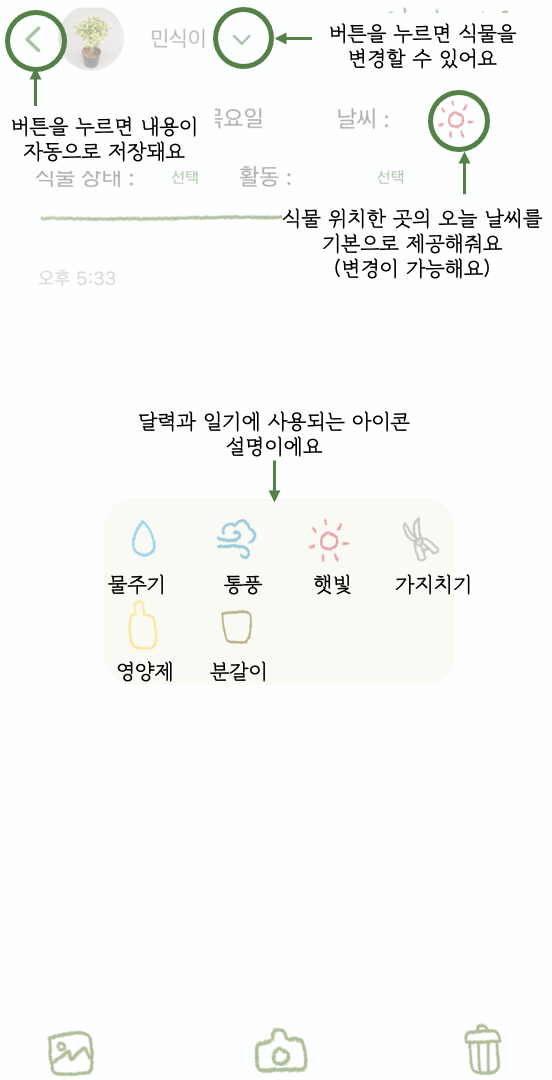 민식이
버튼을 누르면 식물을
변경할 수 있어요
버튼을 누르면 내용이
자동으로 저장돼요
목요일
날씨 :
식물 상태 :
선택
활동 :
선택
식물 위치한 곳의 오늘 날씨를
기본으로 제공해줘요
(변경이 가능해요)
오후 5:33
달력과 일기에 사용되는 아이콘
설명이에요
물주기
통풍
햇빛
가지치기
영양제
분갈이